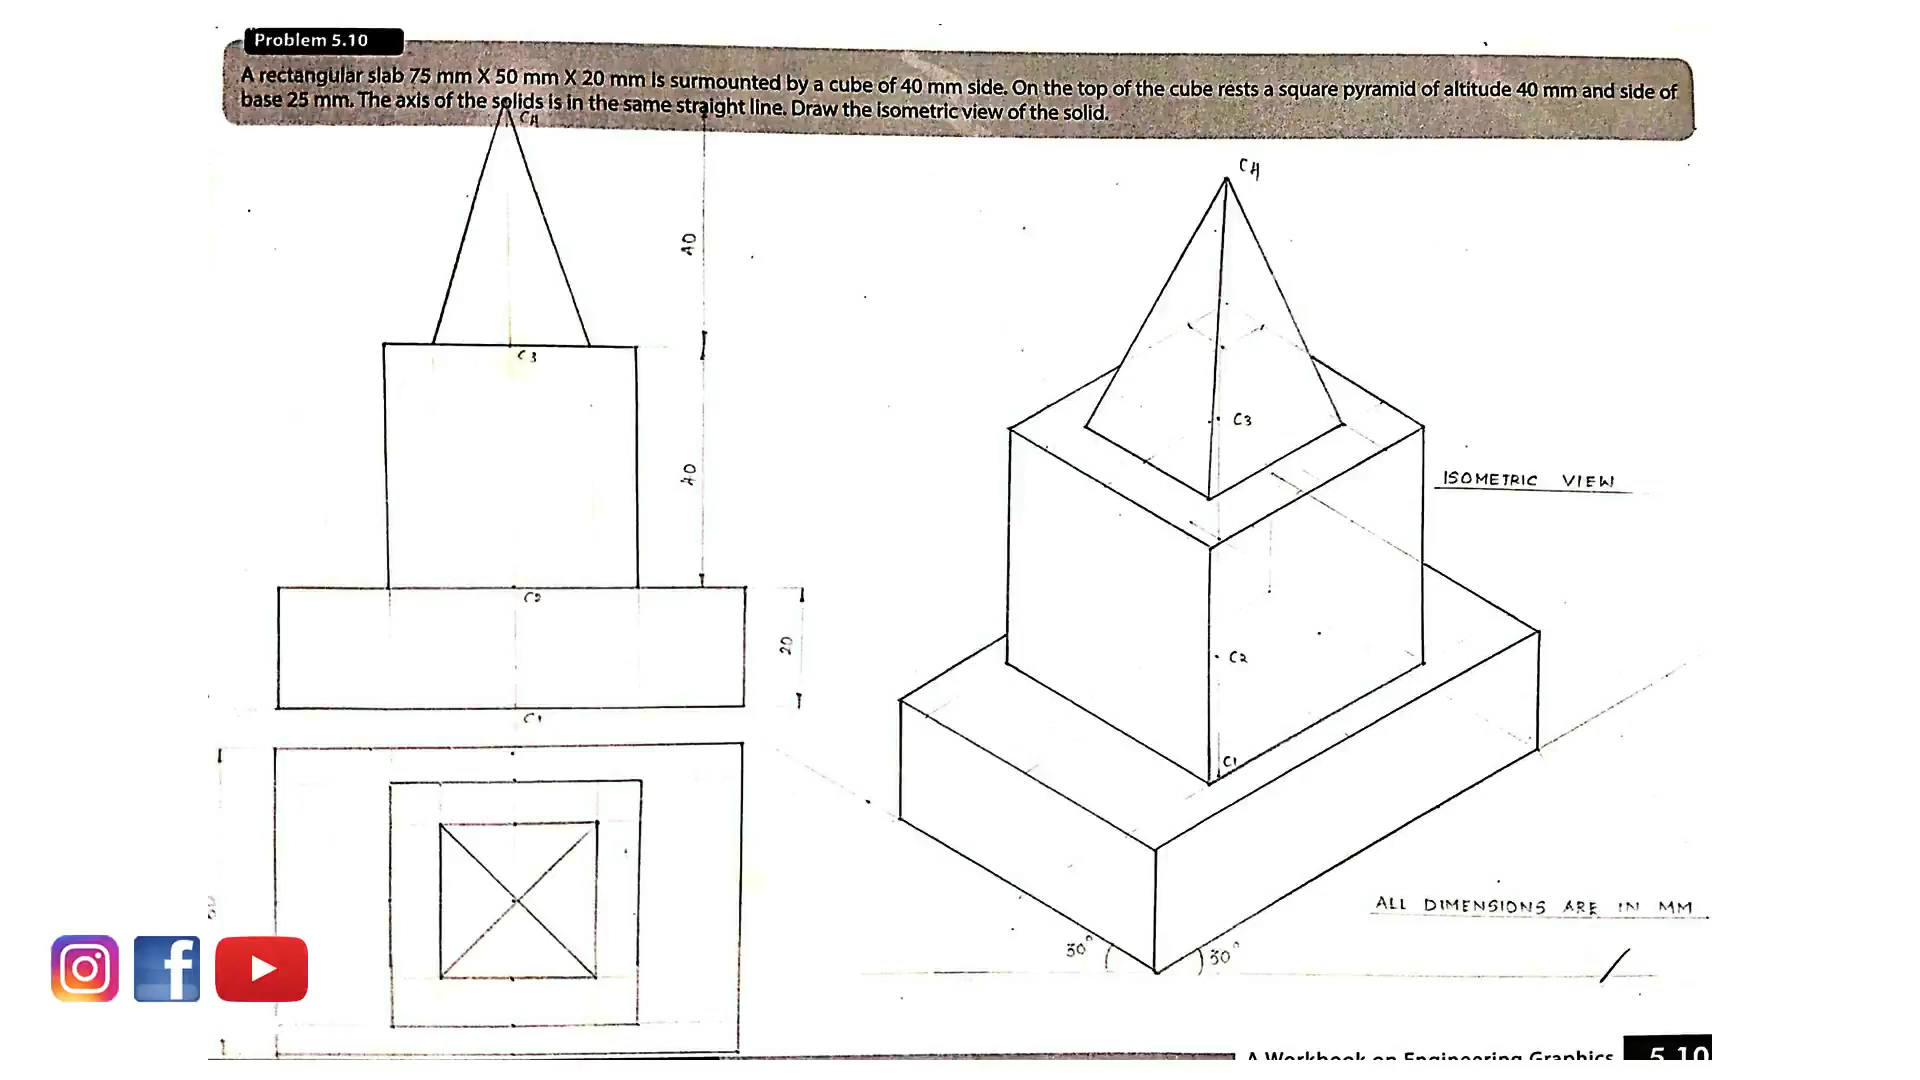 Problem 5.10
A rectangular slab 75 mm X 50 mm X 20 mm is surmounted by a cube of 40 mm side. On the top of the cube rests a square pyramid of altitude 40 mm and side of
base 25 mm. The axis of the solids is in the same straight line. Draw the isometric view of the solid.
C4
C4
40
C3
C3
40
ISOMETRIC VIEW
C2
C2
20
C1
C1
ALL DIMENSIONS ARE IN MM
30°
30°
A Workbook on Engineering Graphics
5.10